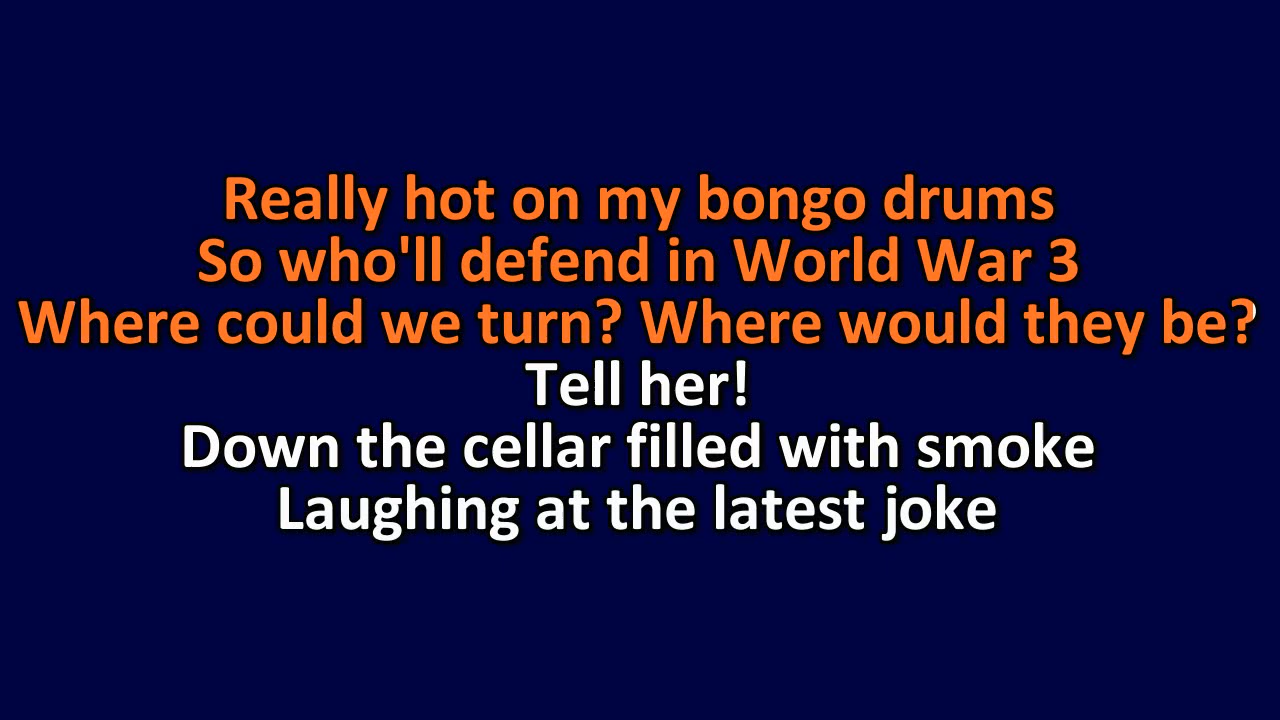 Really hot on my bongo drums
So who'll defend in World War 3
Where could we turn? Where would they be?
Tell her!
Down the cellar filled with smoke
Laughing at the latest joke